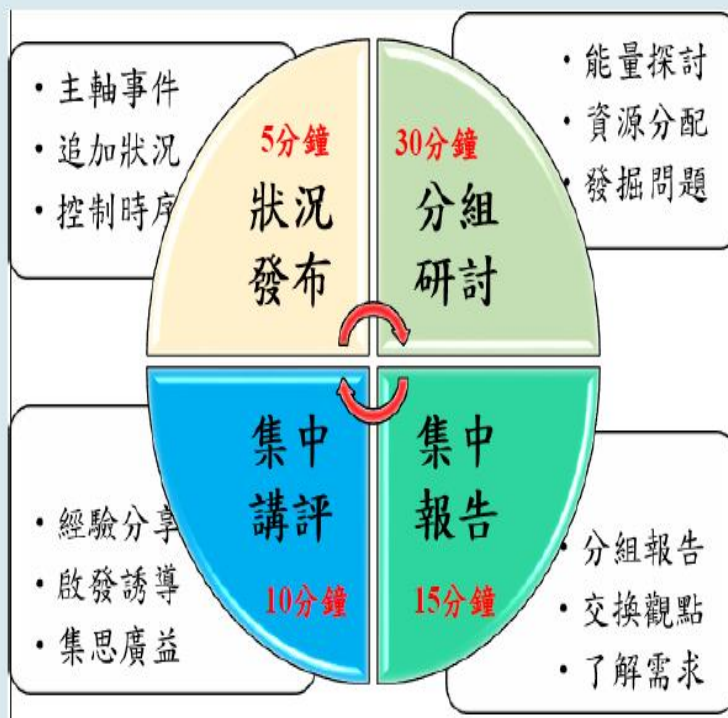 • 主軸事件
• 追加狀況
• 控制時序
5分鐘
狀況
發布
30分鐘
分組
研討
• 能量探討
• 資源分配
• 發掘問題
集中
報告
15分鐘
• 分組報告
• 交換觀點
• 了解需求
集中
講評
10分鐘
• 經驗分享
• 啟發誘導
• 集思廣益